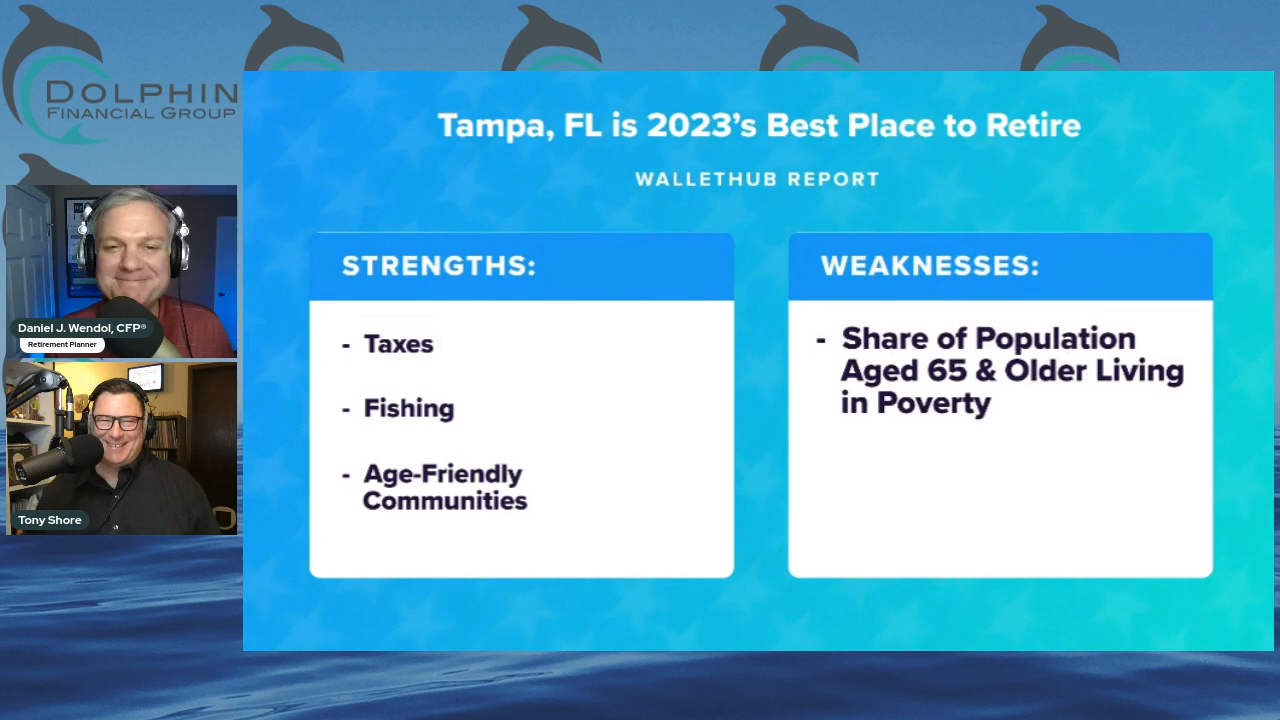 DOLPHIN
FINANCIAL GROUP
Daniel J. Wendol, CFP®
Retirement Planner
Tony Shore
Tampa, FL is 2023’s Best Place to Retire
WALLETHUB REPORT
STRENGTHS:
- Taxes
- Fishing
- Age-Friendly
Communities
WEAKNESSES:
- Share of Population
Aged 65 & Older Living
in Poverty